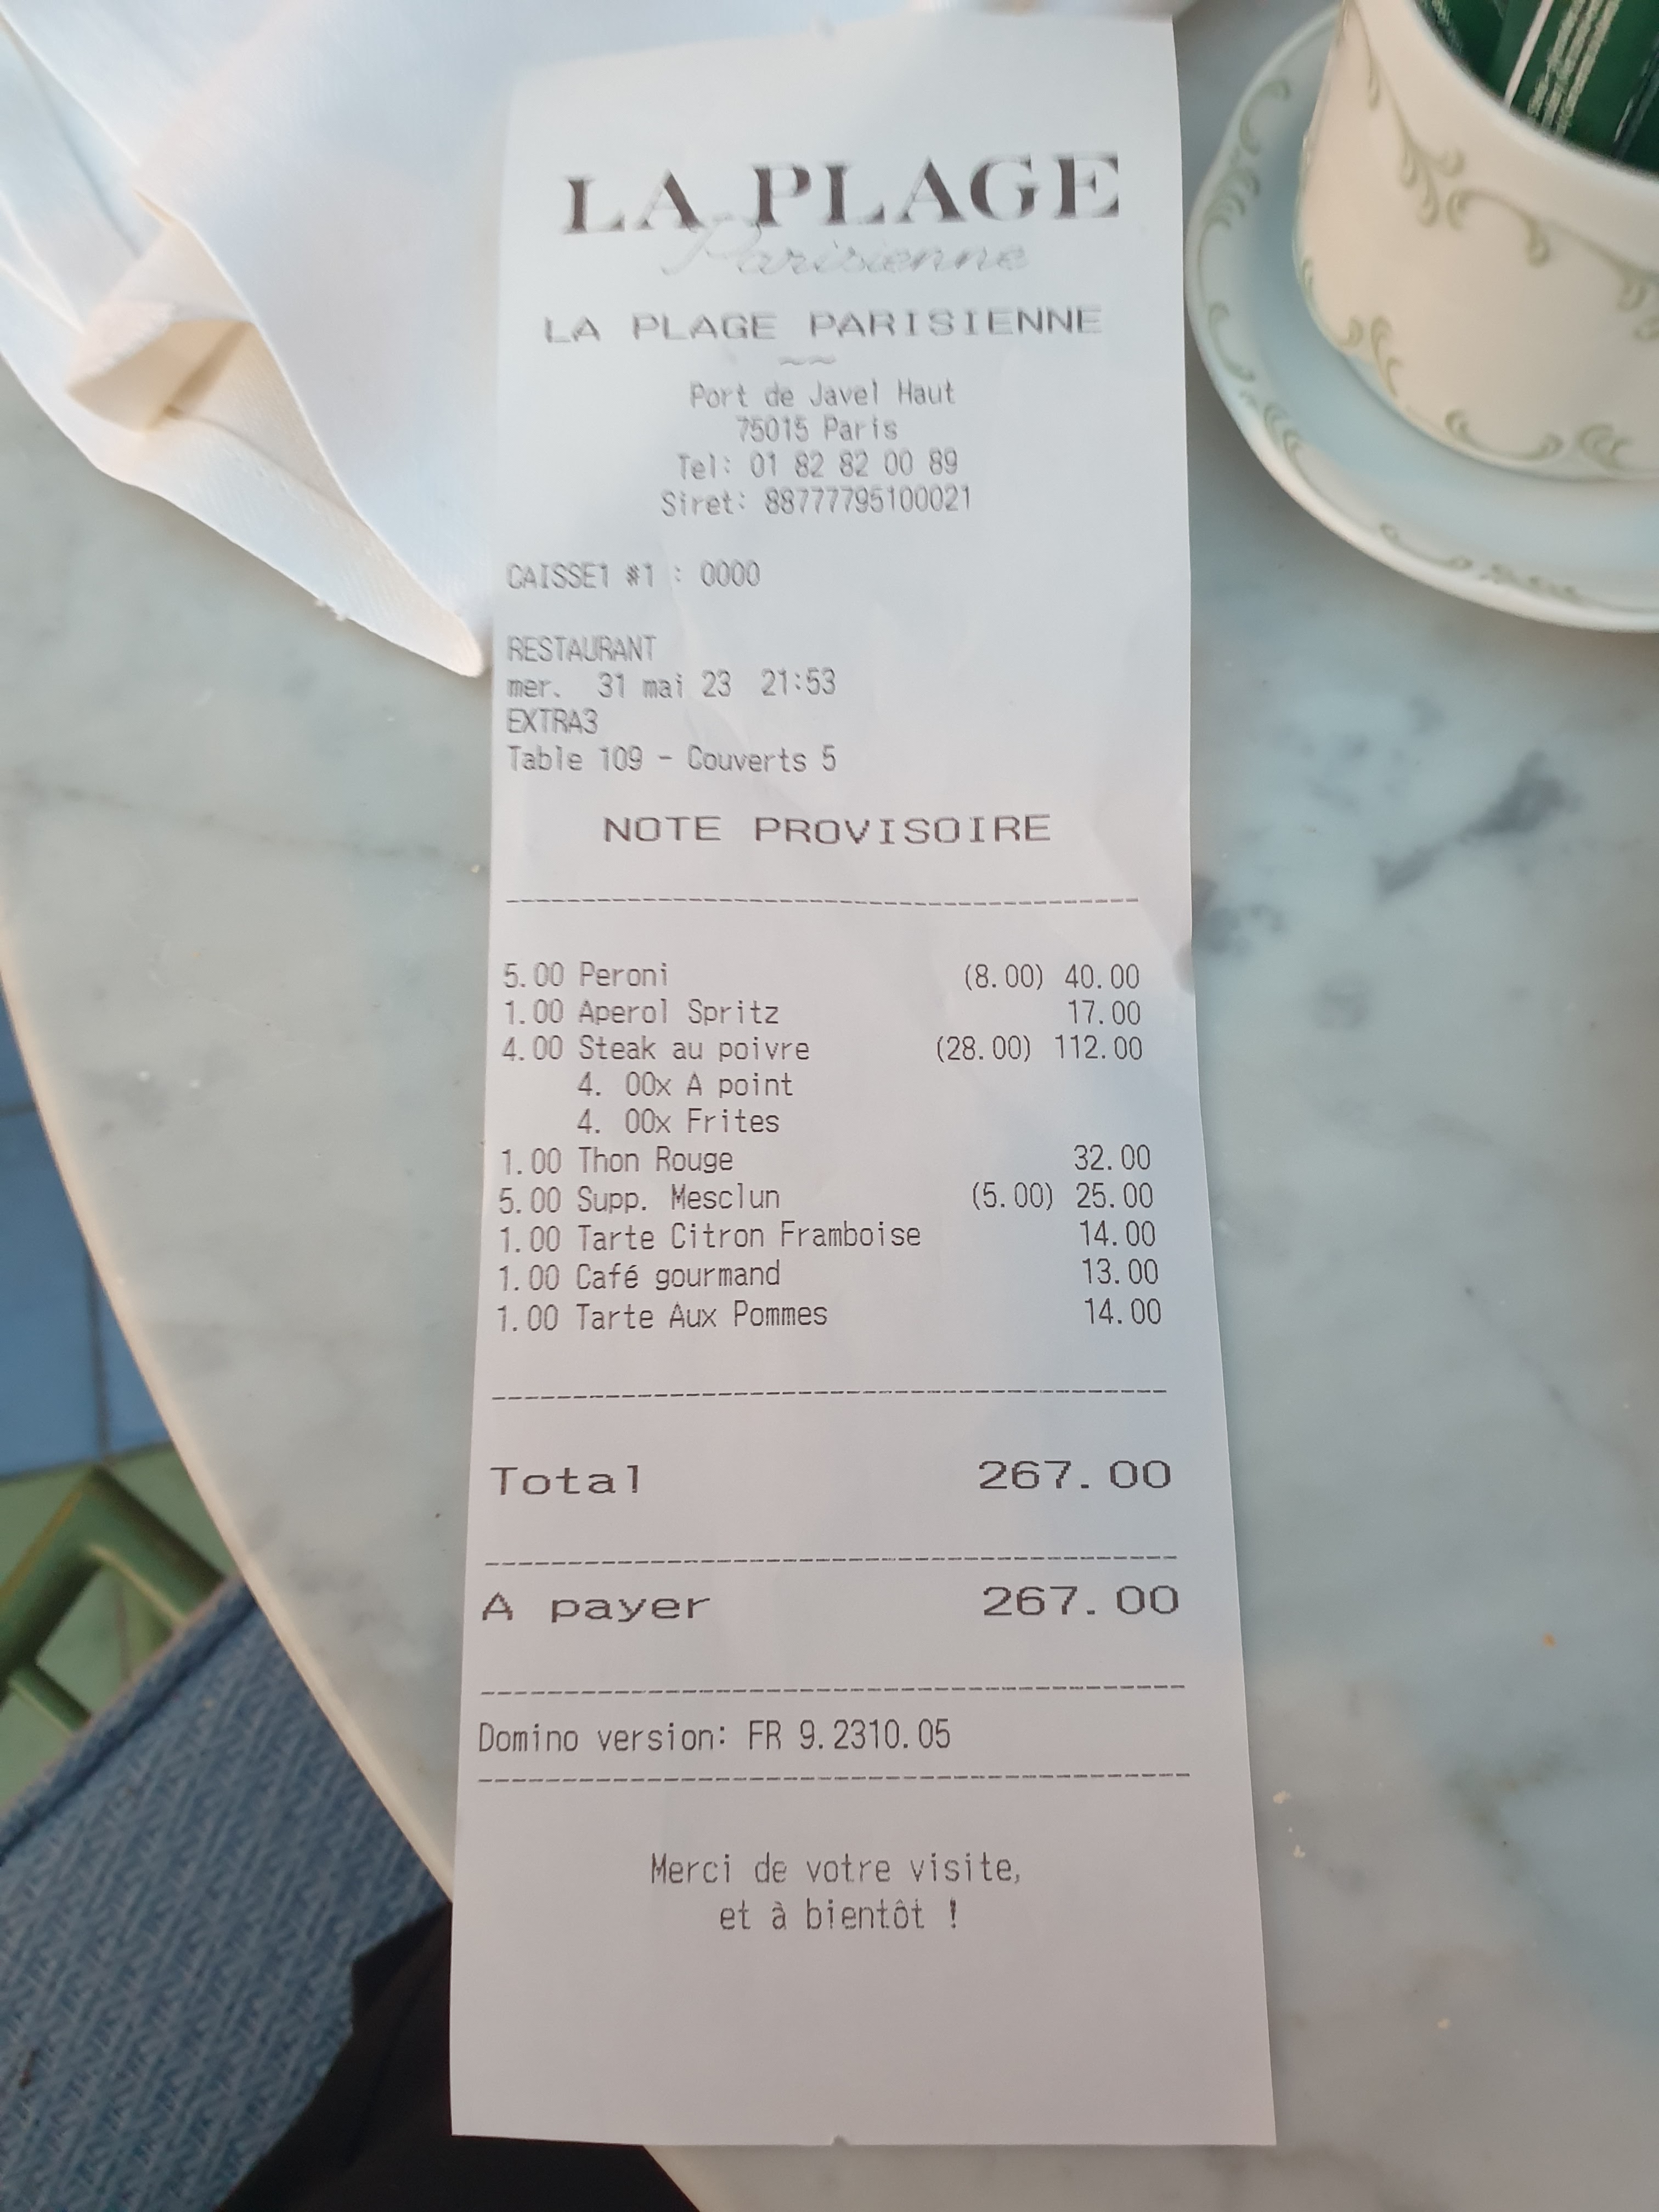 LA PLAGE
Parisienne
LA PLAGE PARISIENNE
~~
Port de Javel Haut
75015 Paris
Tel: 01 82 82 00 89
Siret: 88777795100021
CAISSE1 #1 : 0000
RESTAURANT
mer. 31 mai 23 21:53
EXTRA3
Table 109 - Couverts 5
NOTE PROVISOIRE
5.00 Peroni (8.00) 40.00
1.00 Aperol Spritz 17.00
4.00 Steak au poivre (28.00) 112.00
4. 00x A point
4. 00x Frites
1.00 Thon Rouge 32.00
5.00 Supp. Mesclun (5.00) 25.00
1.00 Tarte Citron Framboise 14.00
1.00 Café gourmand 13.00
1.00 Tarte Aux Pommes 14.00
Total 267.00
A payer 267.00
Domino version: FR 9.2310.05
Merci de votre visite,
et à bientôt !